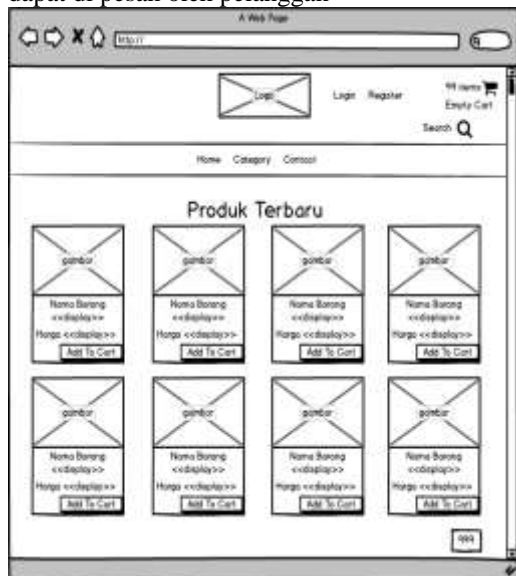 dapat di pesan oleh pelanggan
A Web Page
http://
Logo
Login Register
99 items
Empty Cart
Search
Home Category Contact
Produk Terbaru
gambar gambar gambar gambar
Nama Barang Nama Barang Nama Barang Nama Barang
<<display>> <<display>> <<display>> <<display>>
Harga <<display>> Harga <<display>> Harga <<display>> Harga <<display>>
Add To Cart Add To Cart Add To Cart Add To Cart
gambar gambar gambar gambar
Nama Barang Nama Barang Nama Barang Nama Barang
<<display>> <<display>> <<display>> <<display>>
Harga <<display>> Harga <<display>> Harga <<display>> Harga <<display>>
Add To Cart Add To Cart Add To Cart Add To Cart
999